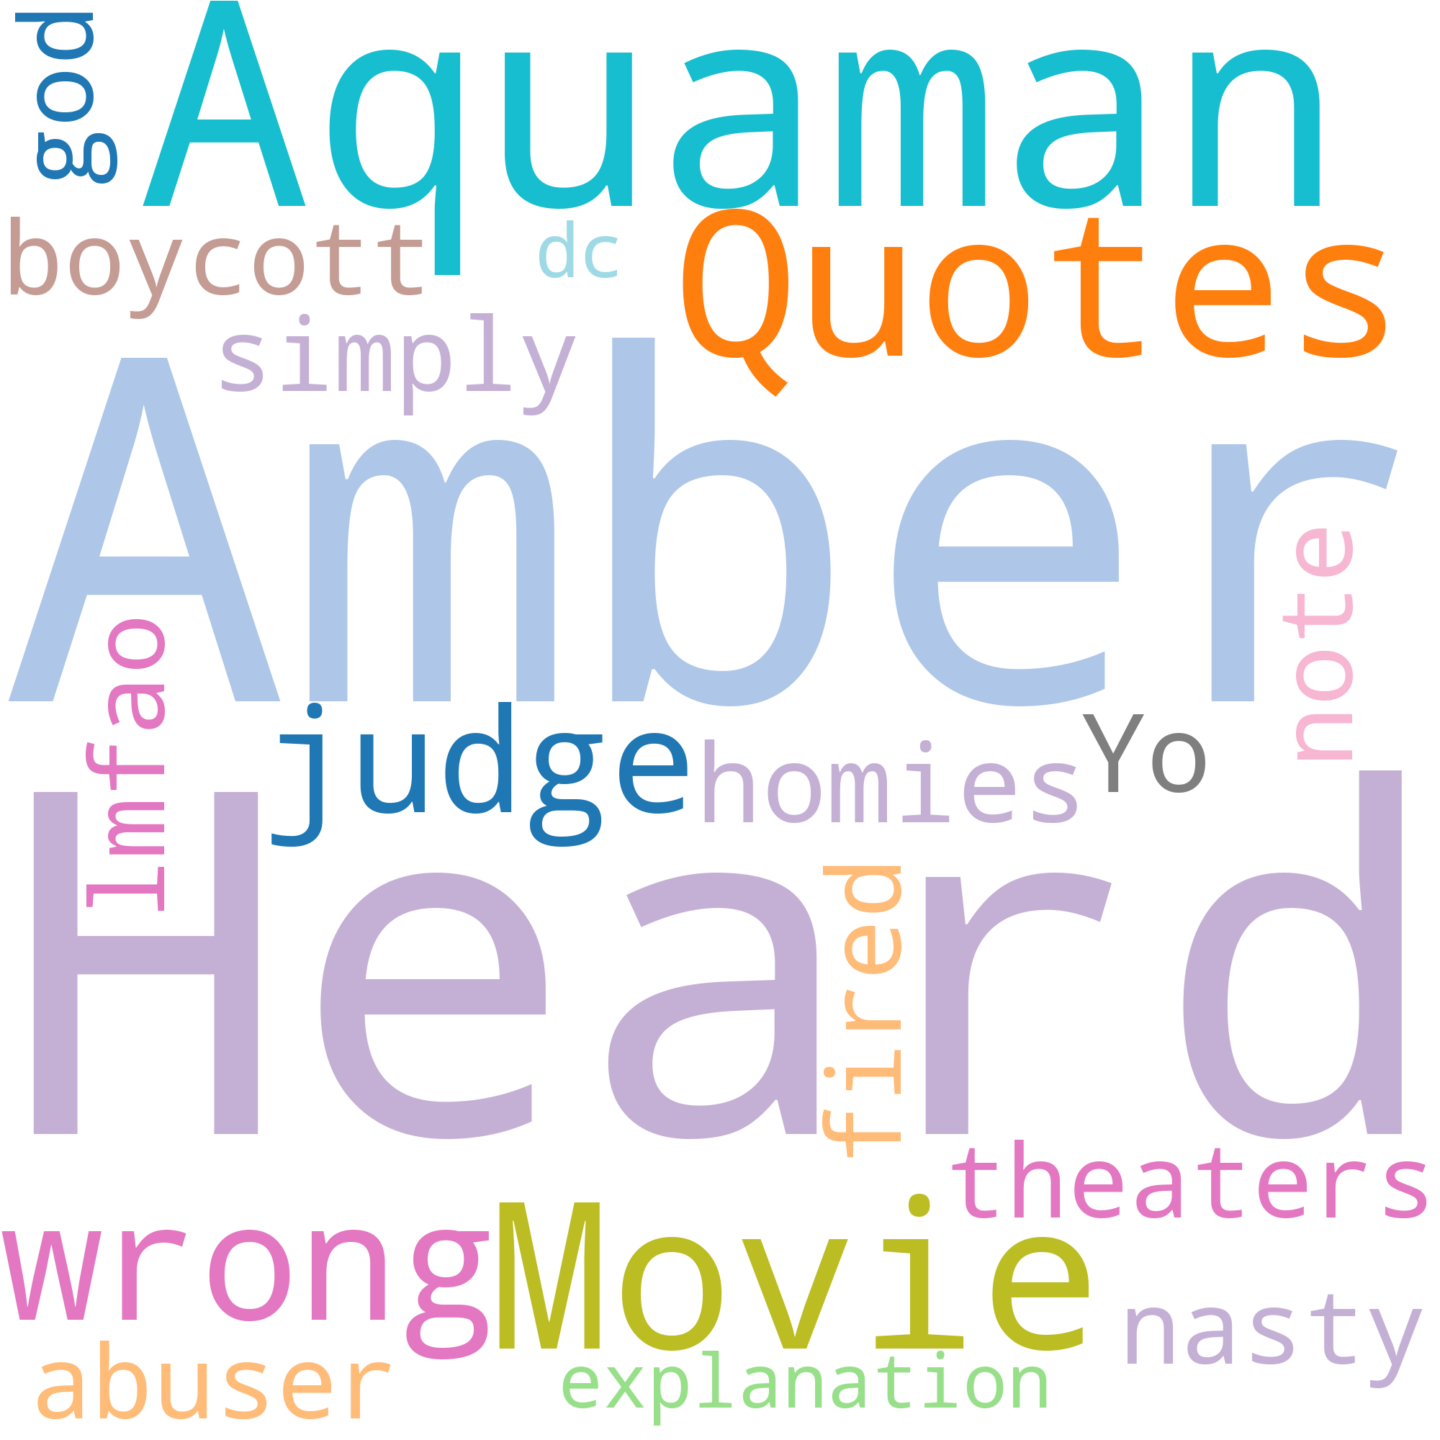 god
Aquaman
boycott
dc
Quotes
simply
Amber
note
lmfao
judge
homies
Yo
Heard
fired
theaters
wrong
Movie
nasty
abuser
explanation